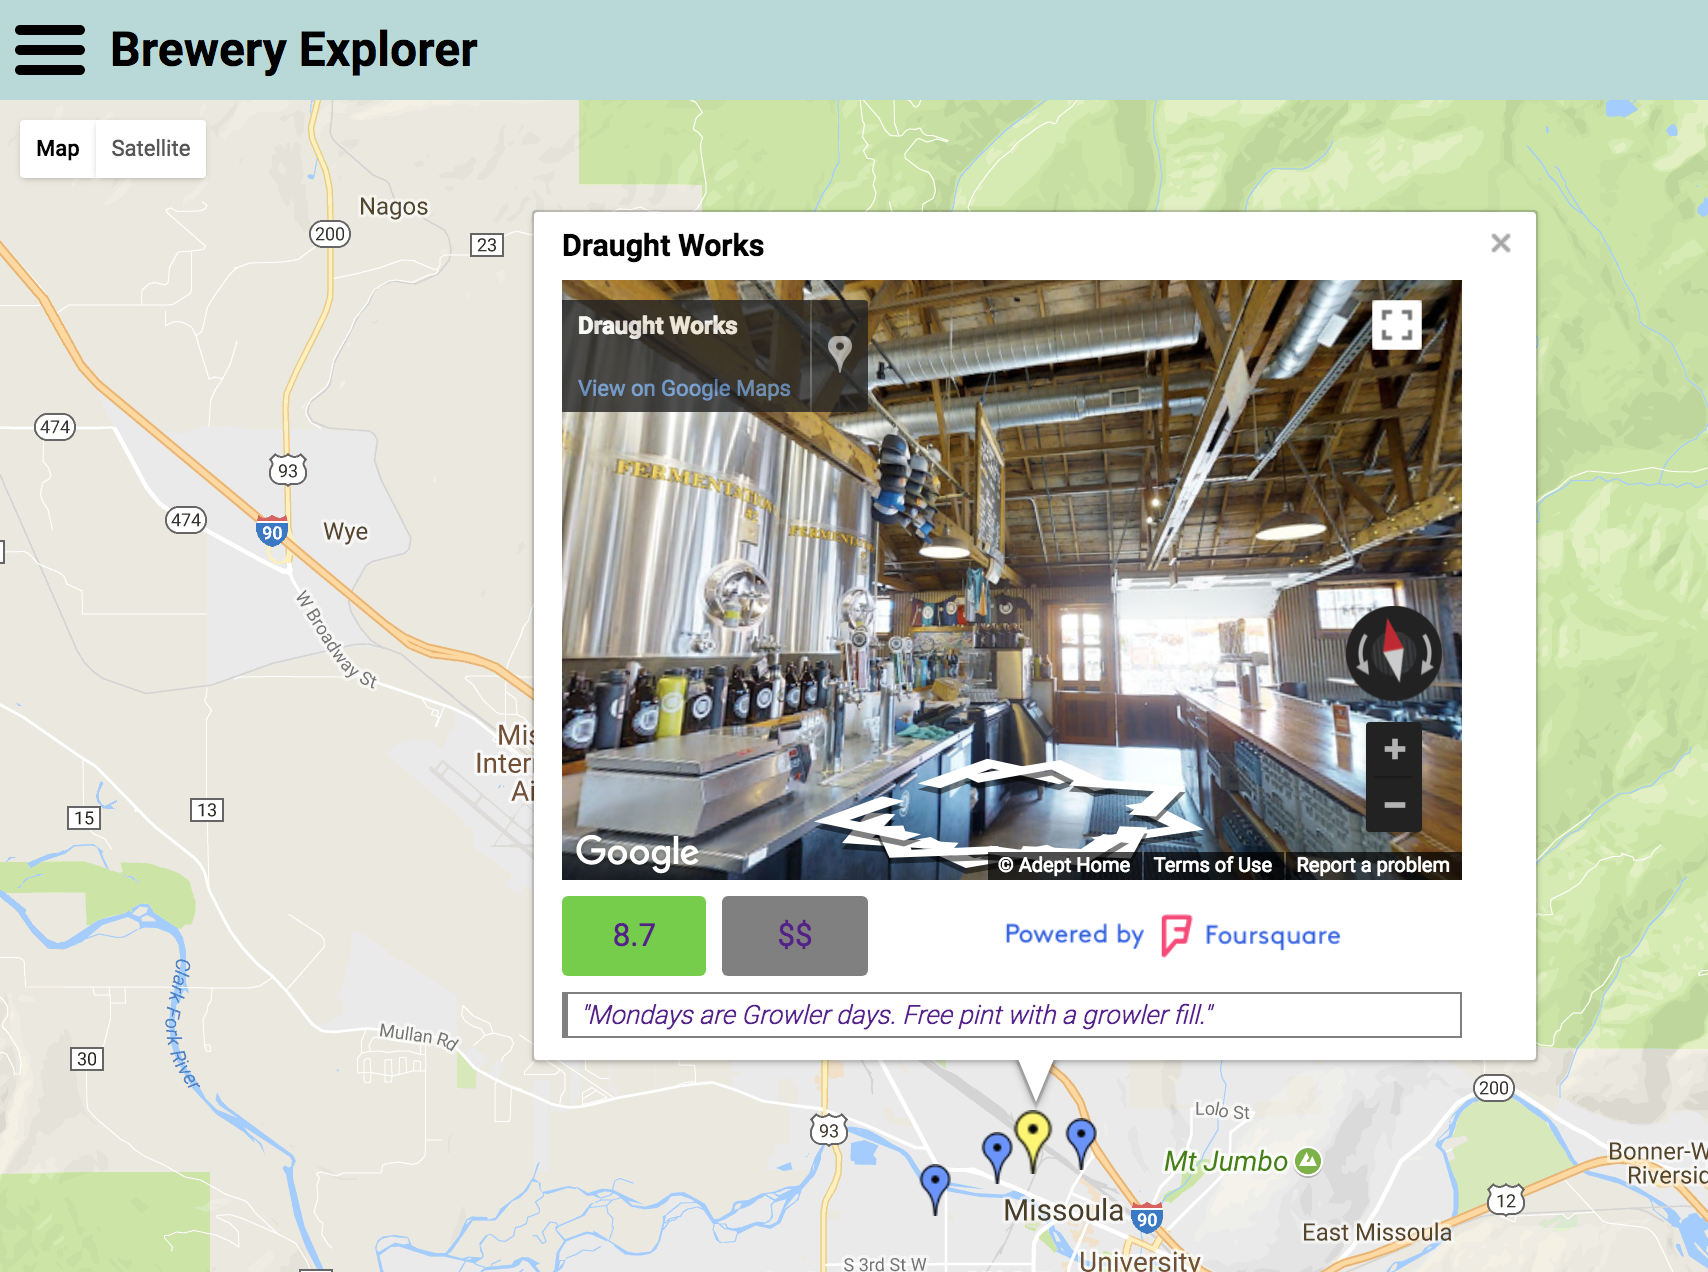 Brewery Explorer
Map
Satellite
Nagos
200
23
Draught Works
Draught Works
View on Google Maps
FERMENTATION
FERMENTATI
474
93
474
90
Wye
W Broadway St
Mis
Inter
Ai
15
13
Google
© Adept Home
Terms of Use
Report a problem
8.7
$$
Powered by Foursquare
"Mondays are Growler days. Free pint with a growler fill."
Clark Fork River
Mullan Rd
30
200
93
Lolo St
Mt Jumbo
Bonner-W
Riversid
12
Missoula
90
East Missoula
University
S 3rd St W